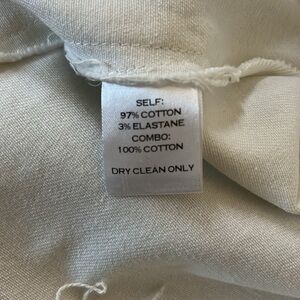 SELF:
97% COTTON
3% ELASTANE
COMBO:
100% COTTON
DRY CLEAN ONLY